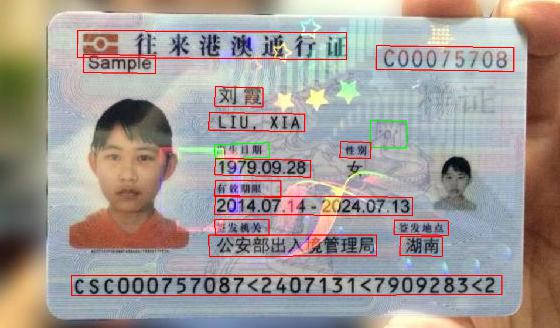 往来港澳通行证
Sample
C00075708
刘霞
LIU, XIA
出生日期 性别
1979.09.28 女
有效期限
2014.07.14 - 2024.07.13
签发机关 签发地点
公安部出入境管理局 湖南
CSC000757087<2407131<7909283<2